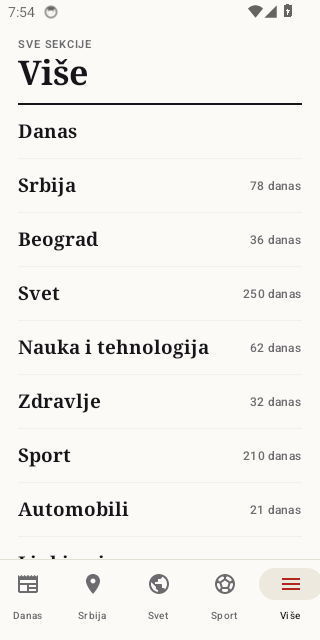 7:54
SVE SEKCIJE
Više
Danas
Srbija 78 danas
Beograd 36 danas
Svet 250 danas
Nauka i tehnologija 62 danas
Zdravlje 32 danas
Sport 210 danas
Automobili 21 danas
Danas Srbija Svet Sport Više